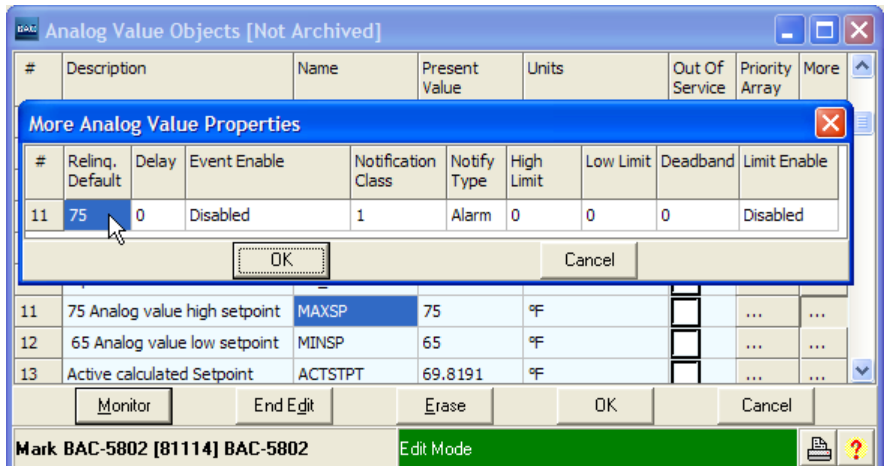 BAC Analog Value Objects [Not Archived]
# Description Name Present Value Units Out Of Service Priority Array More
More Analog Value Properties
# Relinq. Default Delay Event Enable Notification Class Notify Type High Limit Low Limit Deadband Limit Enable
11 75 0 Disabled 1 Alarm 0 0 0 Disabled
OK Cancel
11 75 Analog value high setpoint MAXSP 75 °F ... ...
12 65 Analog value low setpoint MINSP 65 °F ... ...
13 Active calculated Setpoint ACTSTPT 69.8191 °F ... ...
Monitor End Edit Erase OK Cancel
Mark BAC-5802 [81114] BAC-5802 Edit Mode ?